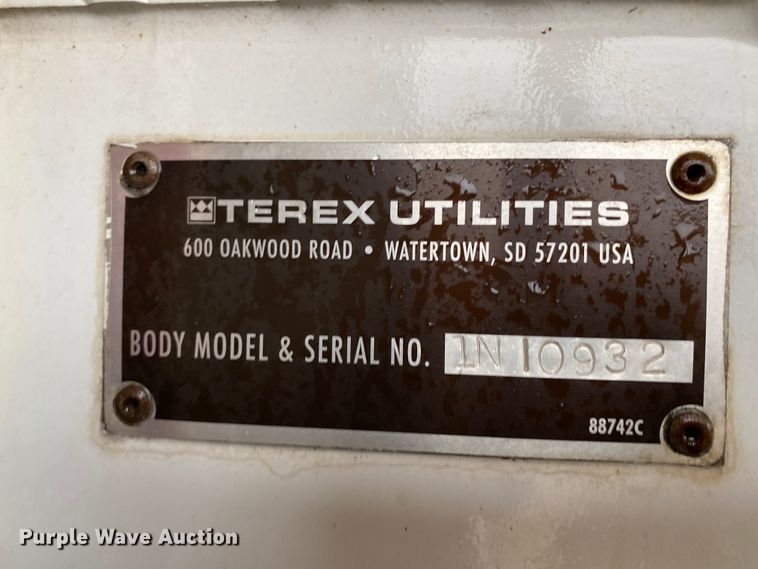 TEREX UTILITIES
600 OAKWOOD ROAD • WATERTOWN, SD 57201 USA
BODY MODEL & SERIAL NO. 1N10932
88742C
Purple Wave Auction